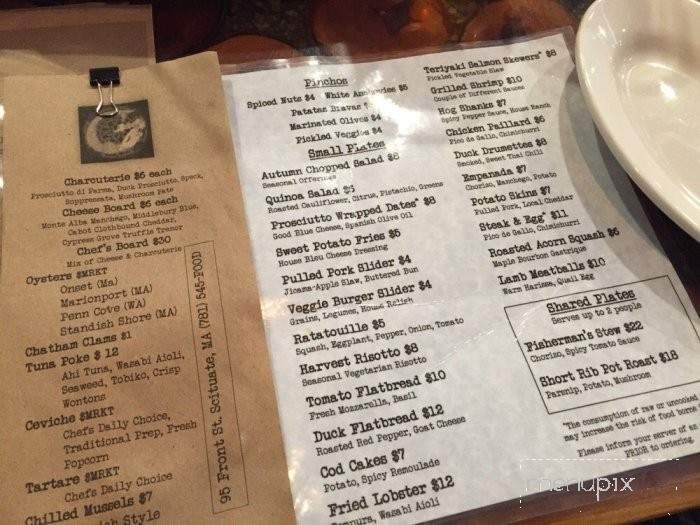 Charcuterie $6 each
Prosciutto di Parma, Duck Prosciutto, Speck,
Soppresata, Mushroom Pate
Cheese Board $6 each
Monte Alba Manchego, Middlebury Blue,
Cabot Clothbound Cheddar,
Cypress Grove Truffle Tremor
Chef's Board $30
Mix of Cheese & Charcuterie
Oysters $MRKT
Onset (Ma)
Marionport (MA)
Penn Cove (WA)
Standish Shore (MA)
Chatham Clams $1
Tuna Poke $ 12
Ahi Tuna, Wasabi Aioli,
Seaweed, Tobiko, Crisp
Wontons
Ceviche $MRKT
Chefs Daily Choice,
Traditional Prep, Fresh
Popcorn
Tartare $MRKT
Chefs Daily Choice
Chilled Mussels $7
Style
95 Front St. Scituate, MA (781) 545-FOOD
Pinchos
Spiced Nuts $4 White Anchovies $5
Patatas Bravas
Marinated Olives $4
Pickled Veggies $4
Small Plates
Autumn Chopped Salad $8
Seasonal Offerings
Quinoa Salad
Roasted Cauliflower, Citrus, Pistachio, Greens
Prosciutto Wrapped Dates* $8
Good Blue Cheese, Spanish Olive Oil
Sweet Potato Fries $5
House Bleu Cheese Dressing
Pulled Pork Slider $4
Jicama-Apple Slaw, Buttered Bun
Veggie Burger Slider $4
Grains, Legumes, House Relish
Ratatouille $5
Squash, Eggplant, Pepper, Onion, Tomato
Harvest Risotto $8
Seasonal Vegetarian Risotto
Tomato Flatbread $10
Fresh Mozzarella, Basil
Duck Flatbread $12
Roasted Red Pepper, Goat Cheese
Cod Cakes $7
Potato, Spicy Remoulade
Fried Lobster $12
Tempura, Wasabi Aioli
Teriyaki Salmon Skewers* $8
Pickled Vegetable Slaw
Grilled Shrimp $10
Couple of Different Sauces
Hog Shanks $7
Spicy Pepper Sauce, House Ranch
Chicken Paillard $6
Pico de Gallo, Chimichurri
Duck Drumettes $8
Smoked, Sweet Thai Chili
Empanada $7
Chorizo, Manchego, Potato
Potato Skins $7
Pulled Pork, Local Cheddar
Steak & Egg* $11
Pico de Gallo, Chimichurri
Roasted Acorn Squash $6
Maple Bourbon Gastrique
Lamb Meatballs $10
Warm Harissa, Quail Egg
Shared Plates
Serves up to 2 people
Fisherman's Stew $22
Chorizo, Spicy Tomato Sauce
Short Rib Pot Roast $18
Parsnip, Potato, Mushroom
*The consumption of raw or uncooked
may increase the risk of food borne
Please inform your server of an
PRIOR to ordering
menupix